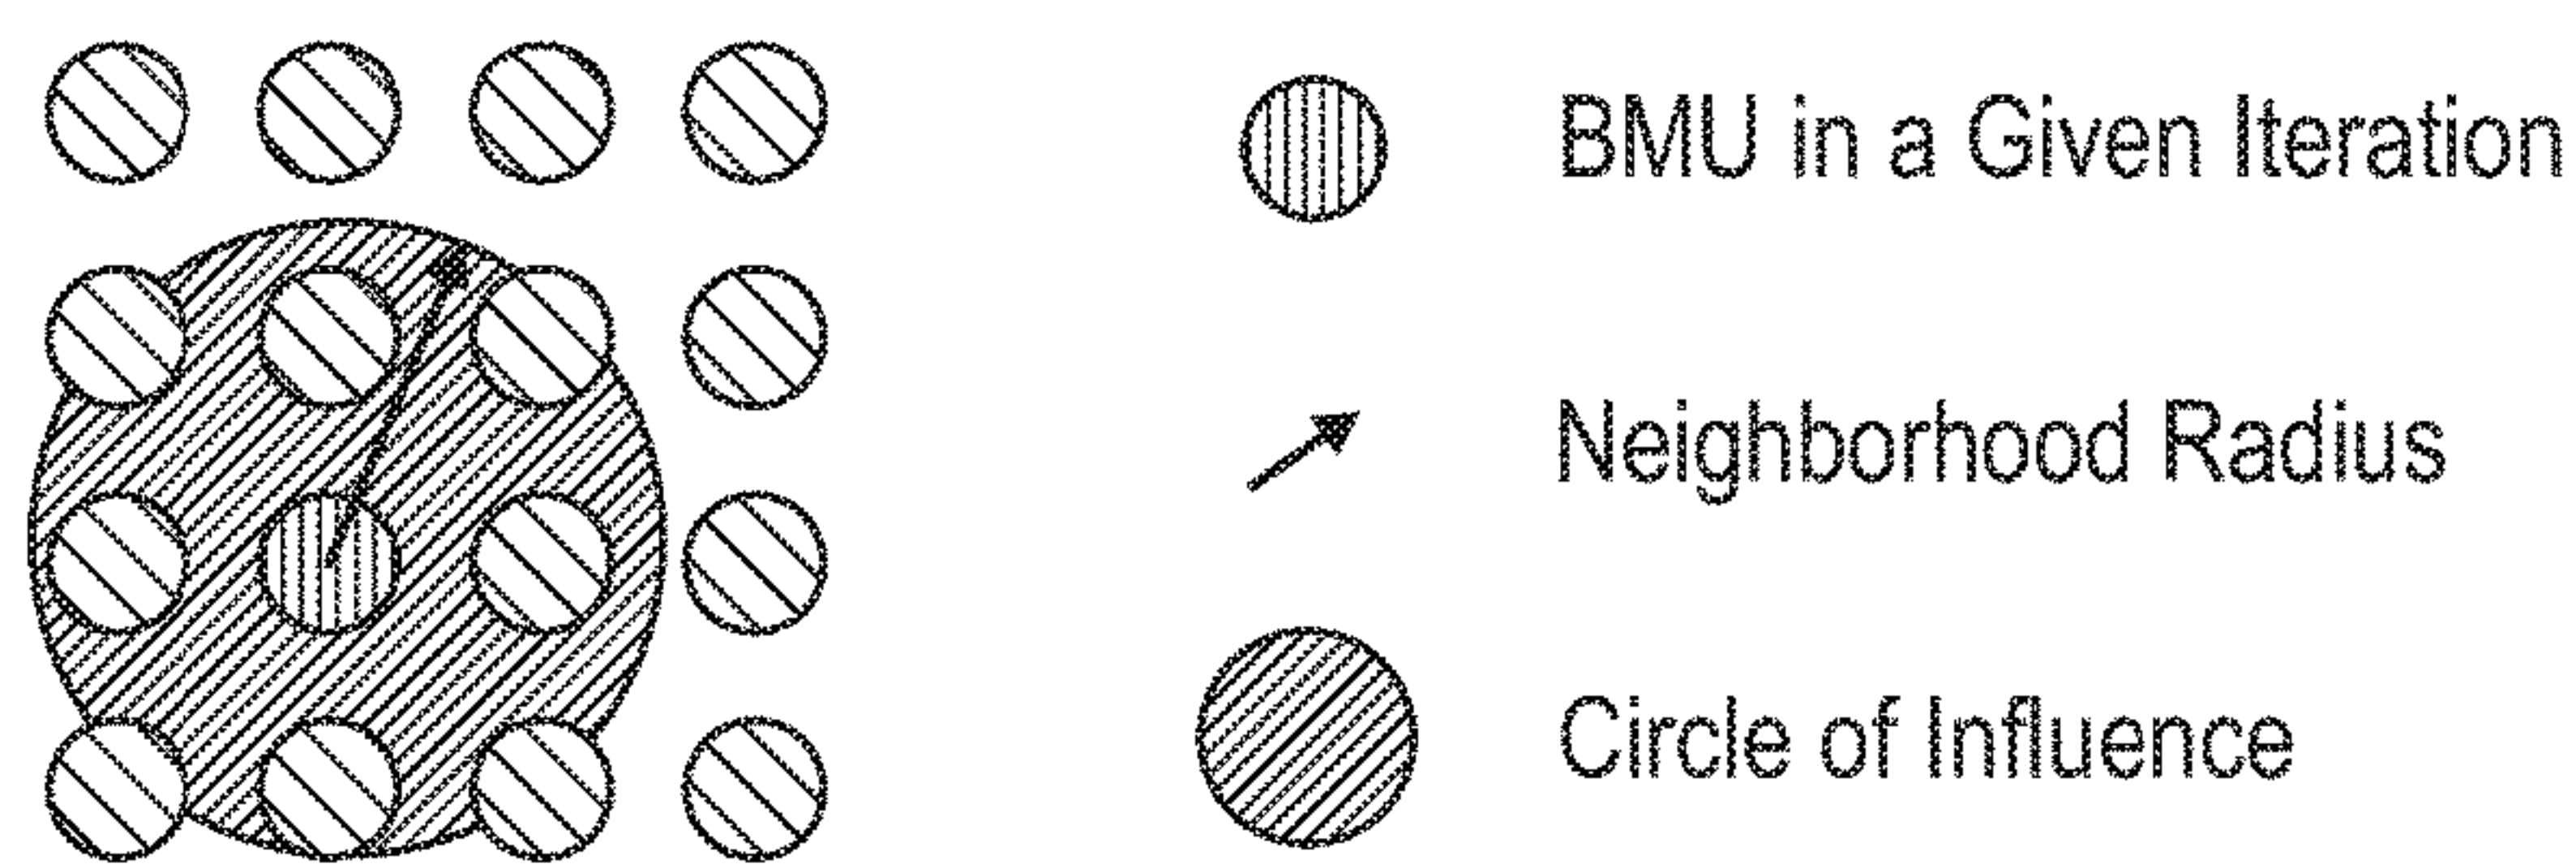 BMU in a Given Iteration
Neighborhood Radius
Circle of Influence